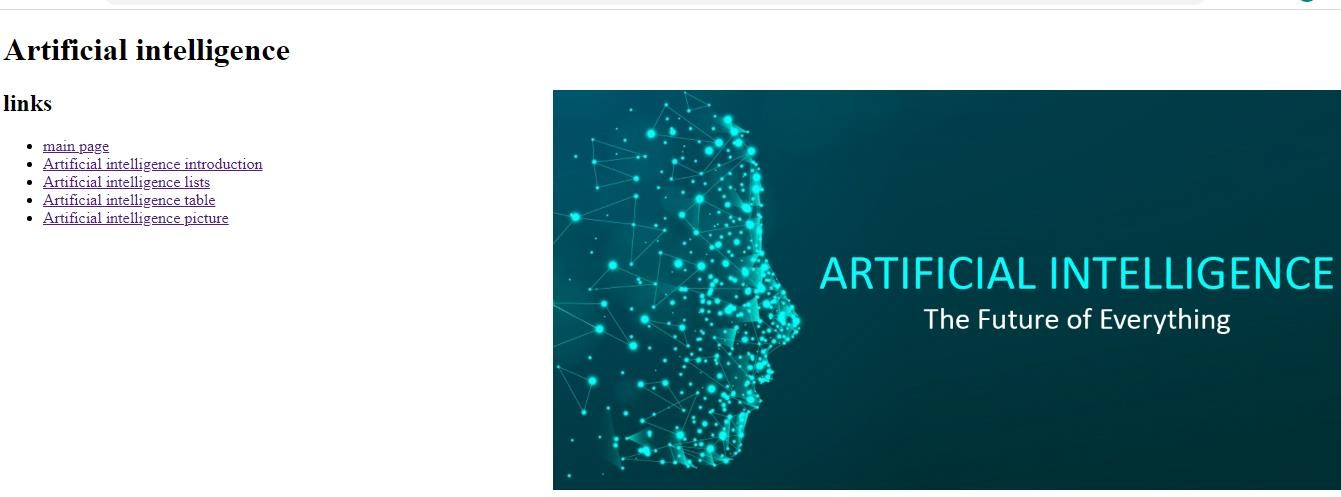 Artificial intelligence
links
main page
Artificial intelligence introduction
Artificial intelligence lists
Artificial intelligence table
Artificial intelligence picture
ARTIFICIAL INTELLIGENCE
The Future of Everything